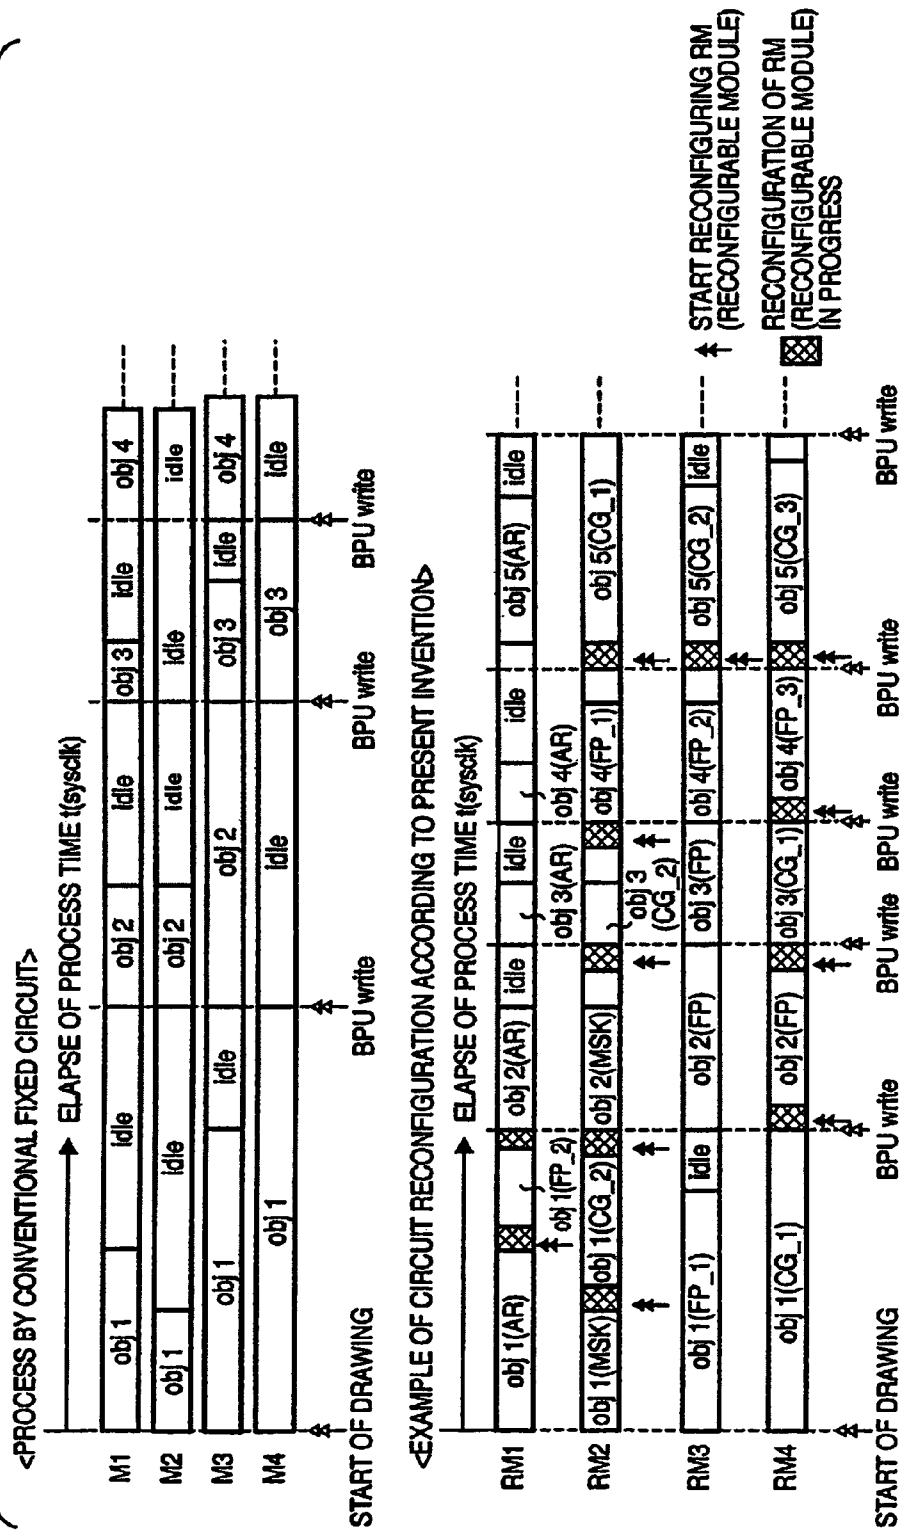 <PROCESS BY CONVENTIONAL FIXED CIRCUIT>
ELAPSE OF PROCESS TIME t(sysclk)
M1 obj 1 idle obj 2 idle obj 3 idle obj 4
M2 obj 1 idle obj 2 idle idle idle
M3 obj 1 idle obj 2 obj 3 idle obj 4
M4 obj 1 idle obj 3 idle
START OF DRAWING BPU write BPU write BPU write
<EXAMPLE OF CIRCUIT RECONFIGURATION ACCORDING TO PRESENT INVENTION>
ELAPSE OF PROCESS TIME t(sysclk)
RM1 obj 1(AR) obj 2(AR) idle idle idle obj 5(AR) idle
obj 1(FP_2) obj 3(AR) obj 4(AR)
RM2 obj 1(MSK) obj 1(CG_2) obj 2(MSK) obj 4(FP_1) obj 5(CG_1)
obj 3
(CG_2)
RM3 obj 1(FP_1) idle obj 2(FP) obj 3(FP) obj 4(FP_2) obj 5(CG_2) idle
RM4 obj 1(CG_1) obj 2(FP) obj 3(CG_1) obj 4(FP_3) obj 5(CG_3)
START OF DRAWING BPU write BPU write BPU write BPU write BPU write
START RECONFIGURING RM
(RECONFIGURABLE MODULE)
RECONFIGURATION OF RM
(RECONFIGURABLE MODULE)
IN PROGRESS